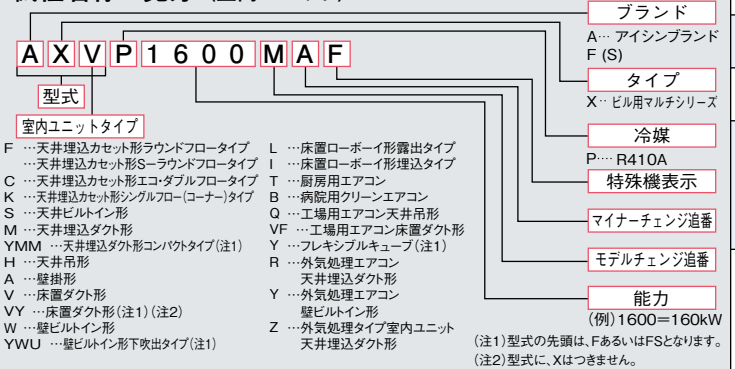 ブランド
A… アイシンブランド
F (S)
A X V P 1 6 0 0 M A F
型式
タイプ
X… ビル用マルチシリーズ
室内ユニットタイプ
冷媒
P…. R410A
特殊機表示
マイナーチェンジ追番
モデルチェンジ追番
能力
(例)1600=160kW
F …天井埋込カセット形ラウンドフロータイプ
…天井埋込カセット形S-ラウンドフロータイプ
C …天井埋込カセット形エコ・ダブルフロータイプ
K …天井埋込カセット形シングルフロー(コーナー)タイプ
S …天井ビルトイン形
M …天井埋込ダクト形
YMM …天井埋込ダクト形コンパクトタイプ(注1)
H …天井吊形
A …壁掛形
V …床置ダクト形
VY …床置ダクト形(注1)(注2)
W …壁ビルトイン形
YWU …壁ビルトイン形下吹出タイプ(注1)
L …床置ローボーイ形露出タイプ
I …床置ローボーイ形埋込タイプ
T …厨房用エアコン
B …病院用クリーンエアコン
Q …工場用エアコン天井吊形
VF …工場用エアコン床置ダクト形
Y …フレキシブルキューブ(注1)
R …外気処理エアコン
天井埋込ダクト形
Y …外気処理エアコン
壁ビルトイン形
Z …外気処理タイプ室内ユニット
天井埋込ダクト形
(注1)型式の先頭は、FあるいはFSとなります。
(注2)型式に、Xはつきません。